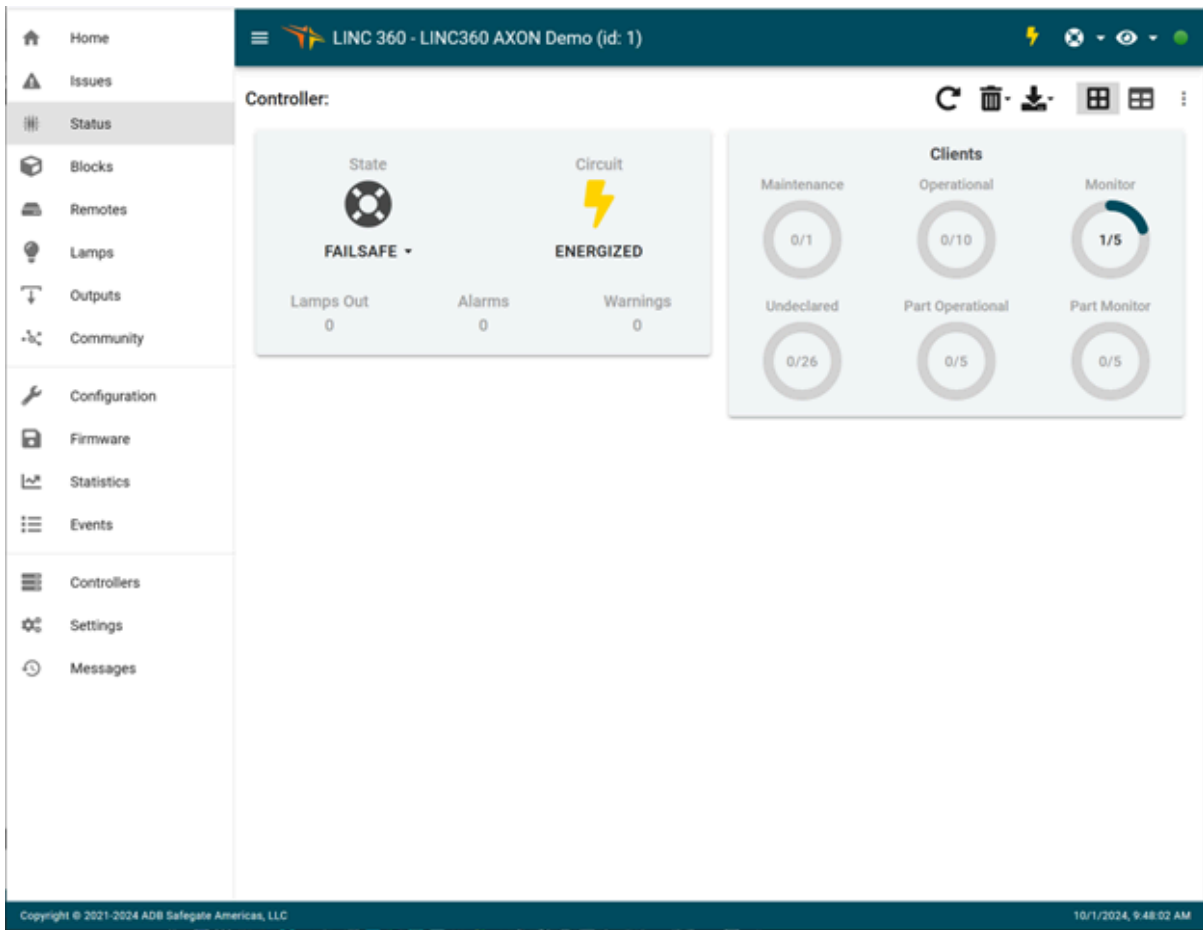 Home
Issues
Status
Blocks
Remotes
Lamps
Outputs
Community
Configuration
Firmware
Statistics
Events
Controllers
Settings
Messages
LINC 360 - LINC360 AXON Demo (id: 1)
Controller:
State
Circuit
FAILSAFE
ENERGIZED
Lamps Out
Alarms
Warnings
0
0
0
Clients
Maintenance
Operational
Monitor
0/1
0/10
1/5
Undeclared
Part Operational
Part Monitor
0/26
0/5
0/5
Copyright © 2021-2024 ADB Safegate Americas, LLC
10/1/2024, 9:48:02 AM